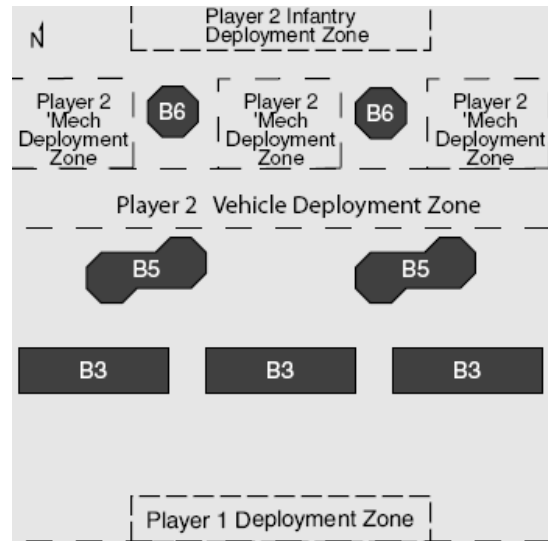 Player 2 Infantry
Deployment Zone
N
Player 2
'Mech
Deployment
Zone
B6
Player 2
'Mech
Deployment
Zone
B6
Player 2
'Mech
Deployment
Zone
Player 2 Vehicle Deployment Zone
B5
B5
B3
B3
B3
Player 1 Deployment Zone